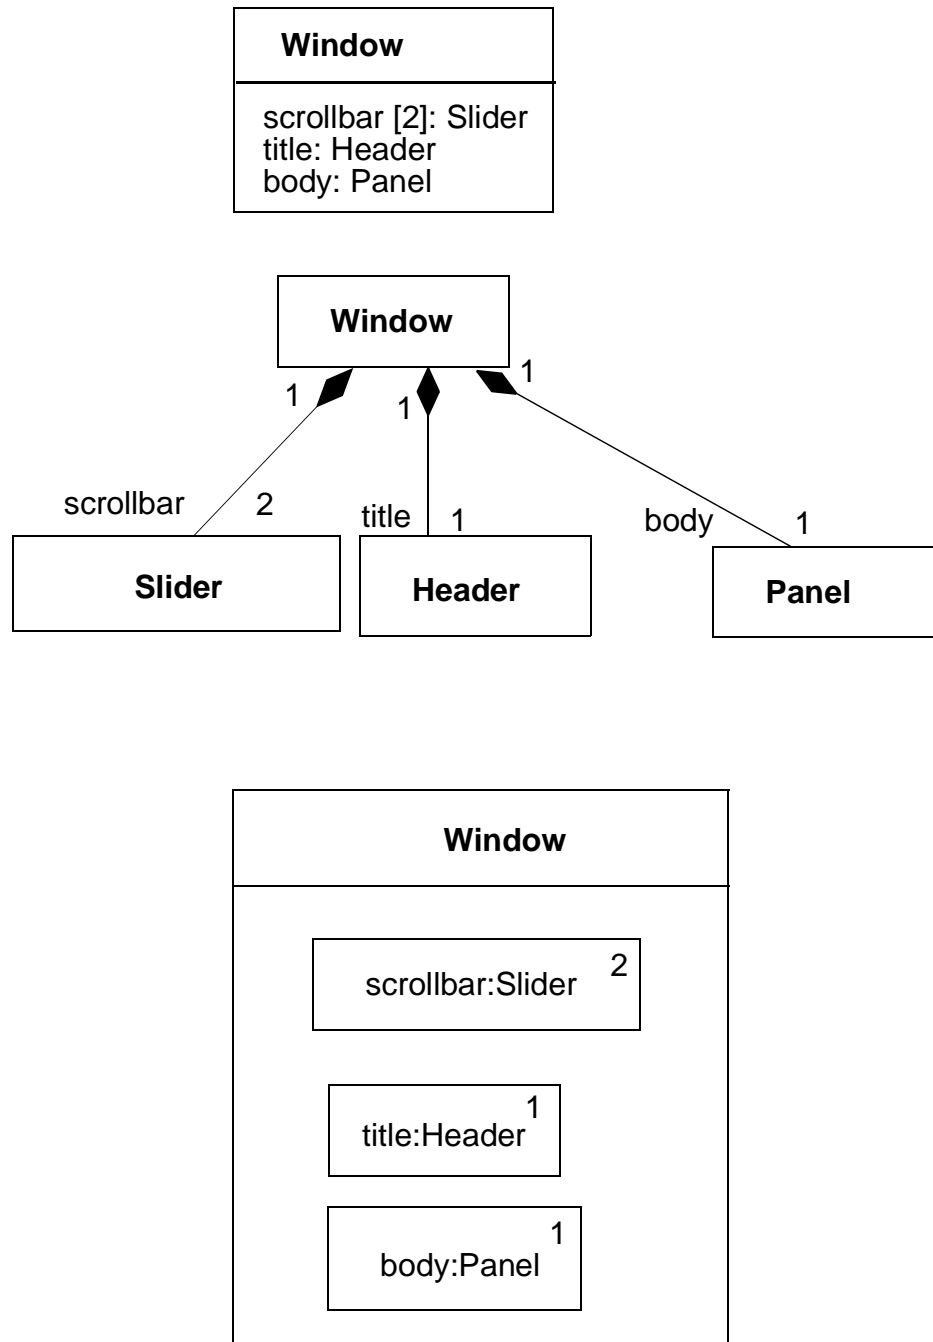 Window
scrollbar [2]: Slider
title: Header
body: Panel
Window
1
1
1
scrollbar
2
title
1
body
1
Slider
Header
Panel
Window
scrollbar:Slider
2
title:Header
1
body:Panel
1